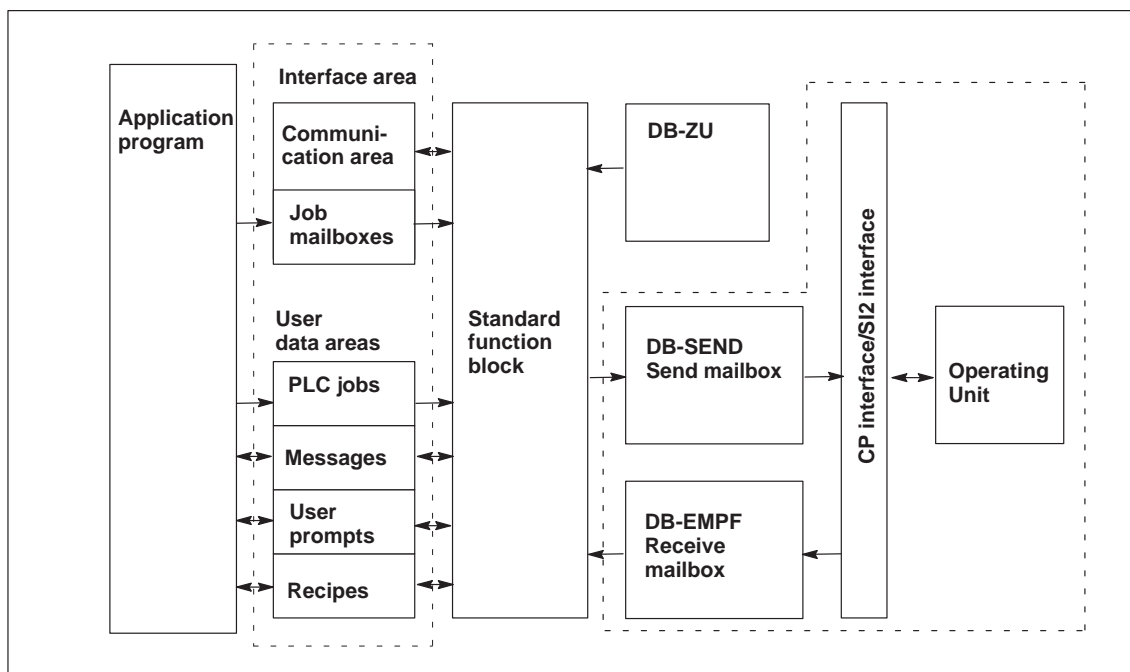 Application
program
Interface area
Communi-
cation area
Job
mailboxes
User
data areas
PLC jobs
Messages
User
prompts
Recipes
Standard
function
block
DB-ZU
DB-SEND
Send mailbox
DB-EMPF
Receive
mailbox
CP interface/SI2 interface
Operating
Unit